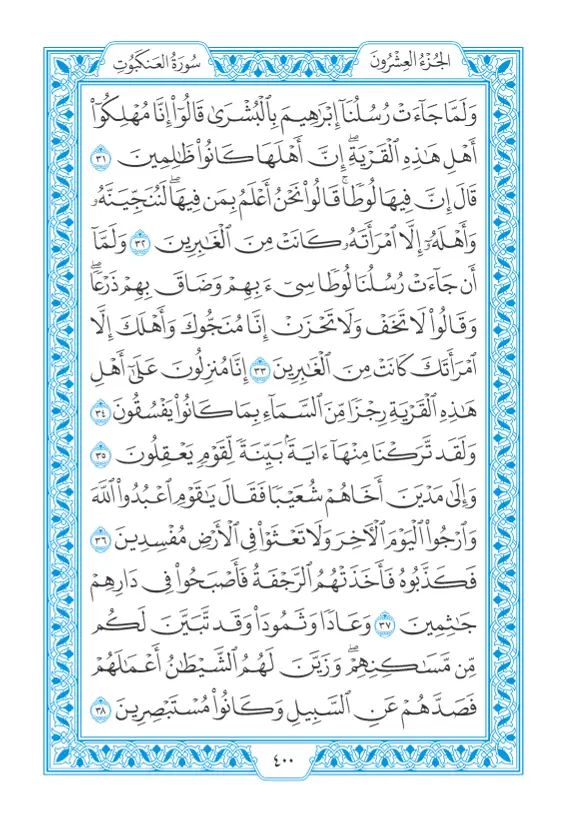 الجُزْءُ العِشْرُونَ
سُورَةُ العَنكَبُوتِ
وَلَمَّا جَآءَتۡ رُسُلُنَآ إِبۡرَٰهِيمَ بِٱلۡبُشۡرَىٰ قَالُوٓاْ إِنَّا مُهۡلِكُوٓاْ
أَهۡلِ هَٰذِهِ ٱلۡقَرۡيَةِۖ إِنَّ أَهۡلَهَا كَانُواْ ظَٰلِمِينَ ٣١
قَالَ إِنَّ فِيهَا لُوطٗاۚ قَالُواْ نَحۡنُ أَعۡلَمُ بِمَن فِيهَاۖ لَنُنَجِّيَنَّهُۥ
وَأَهۡلَهُۥٓ إِلَّا ٱمۡرَأَتَهُۥ كَانَتۡ مِنَ ٱلۡغَٰبِرِينَ ٣٢ وَلَمَّآ
أَن جَآءَتۡ رُسُلُنَا لُوطٗا سِيٓءَ بِهِمۡ وَضَاقَ بِهِمۡ ذَرۡعٗاۖ
وَقَالُواْ لَا تَخَفۡ وَلَا تَحۡزَنۡ إِنَّا مُنَجُّوكَ وَأَهۡلَكَ إِلَّا
ٱمۡرَأَتَكَ كَانَتۡ مِنَ ٱلۡغَٰبِرِينَ ٣٣ إِنَّا مُنزِلُونَ عَلَىٰٓ أَهۡلِ
هَٰذِهِ ٱلۡقَرۡيَةِ رِجۡزٗا مِّنَ ٱلسَّمَآءِ بِمَا كَانُواْ يَفۡسُقُونَ ٣٤
وَلَقَد تَّرَكۡنَا مِنۡهَآ ءَايَةَۢ بَيِّنَةٗ لِّقَوۡمٖ يَعۡقِلُونَ ٣٥
وَإِلَىٰ مَدۡيَنَ أَخَاهُمۡ شُعَيۡبٗا فَقَالَ يَٰقَوۡمِ ٱعۡبُدُواْ ٱللَّهَ
وَٱرۡجُواْ ٱلۡيَوۡمَ ٱلۡأٓخِرَ وَلَا تَعۡثَوۡاْ فِي ٱلۡأَرۡضِ مُفۡسِدِينَ ٣٦
فَكَذَّبُوهُ فَأَخَذَتۡهُمُ ٱلرَّجۡفَةُ فَأَصۡبَحُواْ فِي دَارِهِمۡ
جَٰثِمِينَ ٣٧ وَعَادٗا وَثَمُودَاْ وَقَد تَّبَيَّنَ لَكُم
مِّن مَّسَٰكِنِهِمۡۖ وَزَيَّنَ لَهُمُ ٱلشَّيۡطَٰنُ أَعۡمَٰلَهُمۡ
فَصَدَّهُمۡ عَنِ ٱلسَّبِيلِ وَكَانُواْ مُسۡتَبۡصِرِينَ ٣٨
٤٠٠